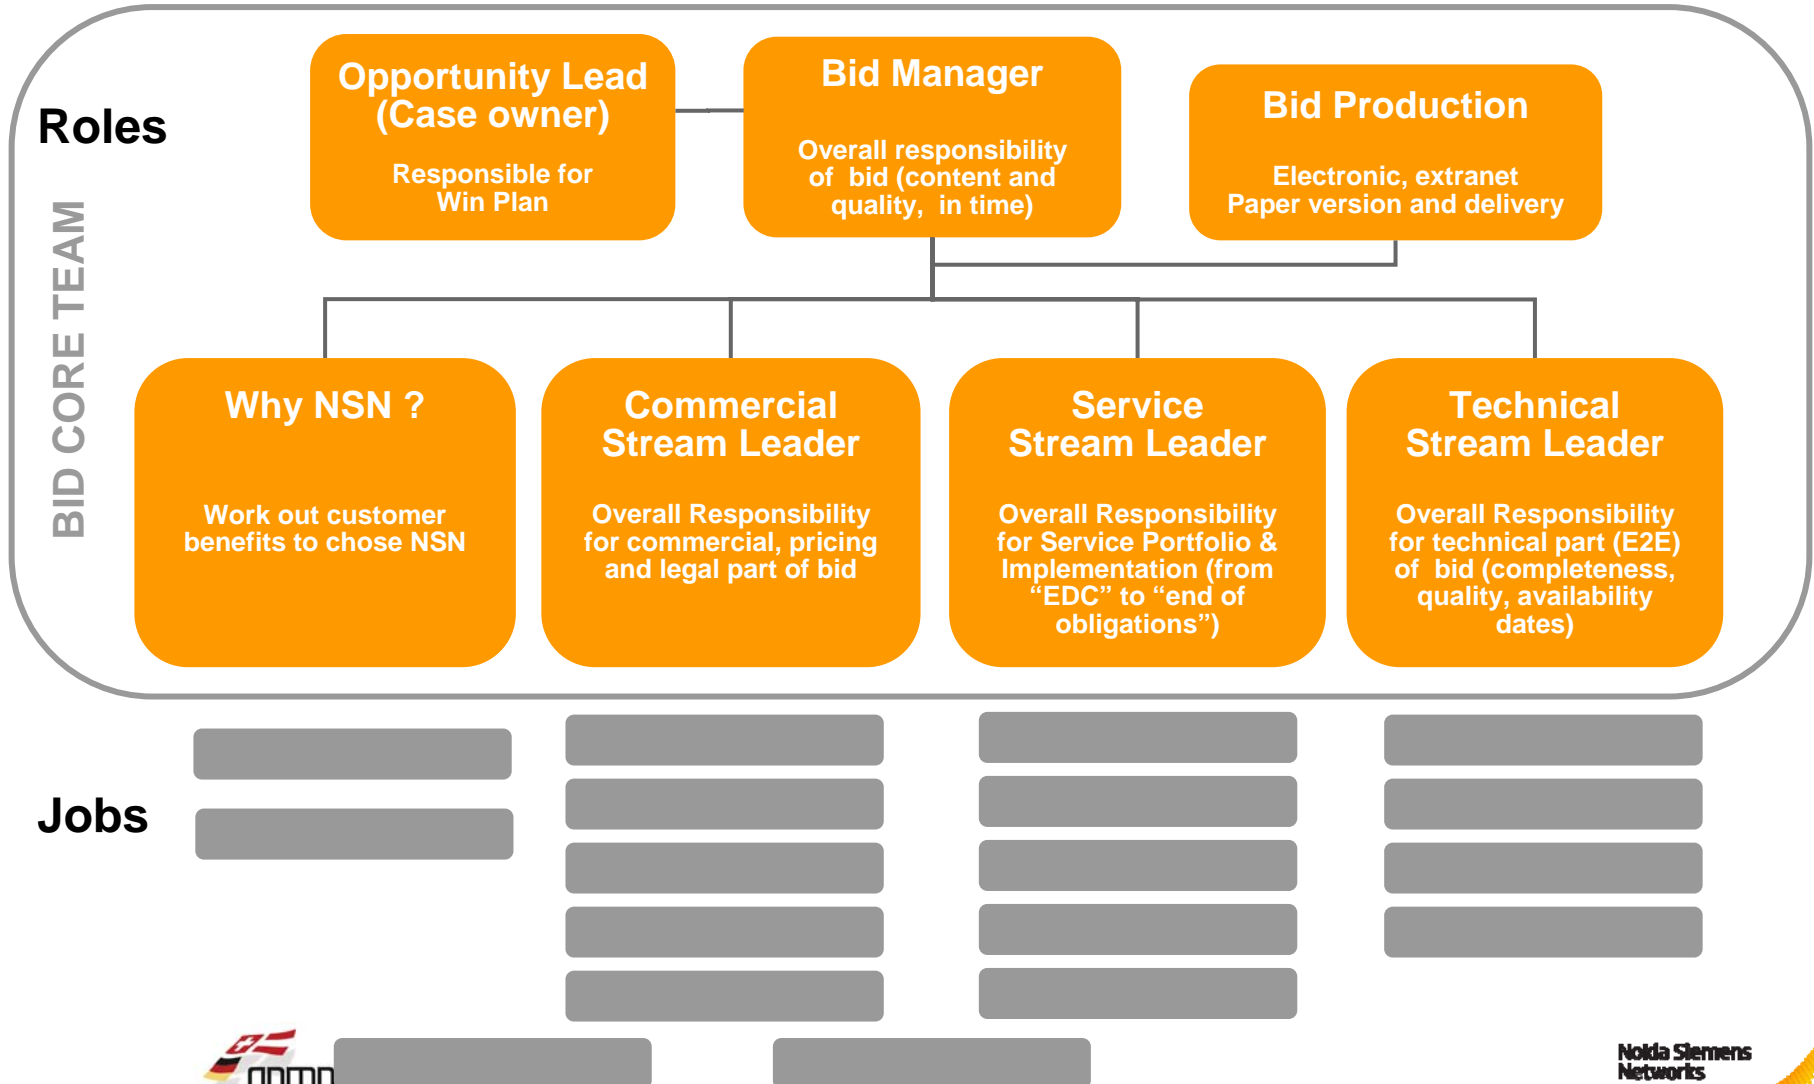 Roles
BID CORE TEAM
Opportunity Lead
(Case owner)
Responsible for
Win Plan
Bid Manager
Overall responsibility
of bid (content and
quality, in time)
Bid Production
Electronic, extranet
Paper version and delivery
Why NSN ?
Work out customer
benefits to chose NSN
Commercial
Stream Leader
Overall Responsibility
for commercial, pricing
and legal part of bid
Service
Stream Leader
Overall Responsibility
for Service Portfolio &
Implementation (from
“EDC” to “end of
obligations”)
Technical
Stream Leader
Overall Responsibility
for technical part (E2E)
of bid (completeness,
quality, availability
dates)
Jobs
Nokia Siemens
Networks